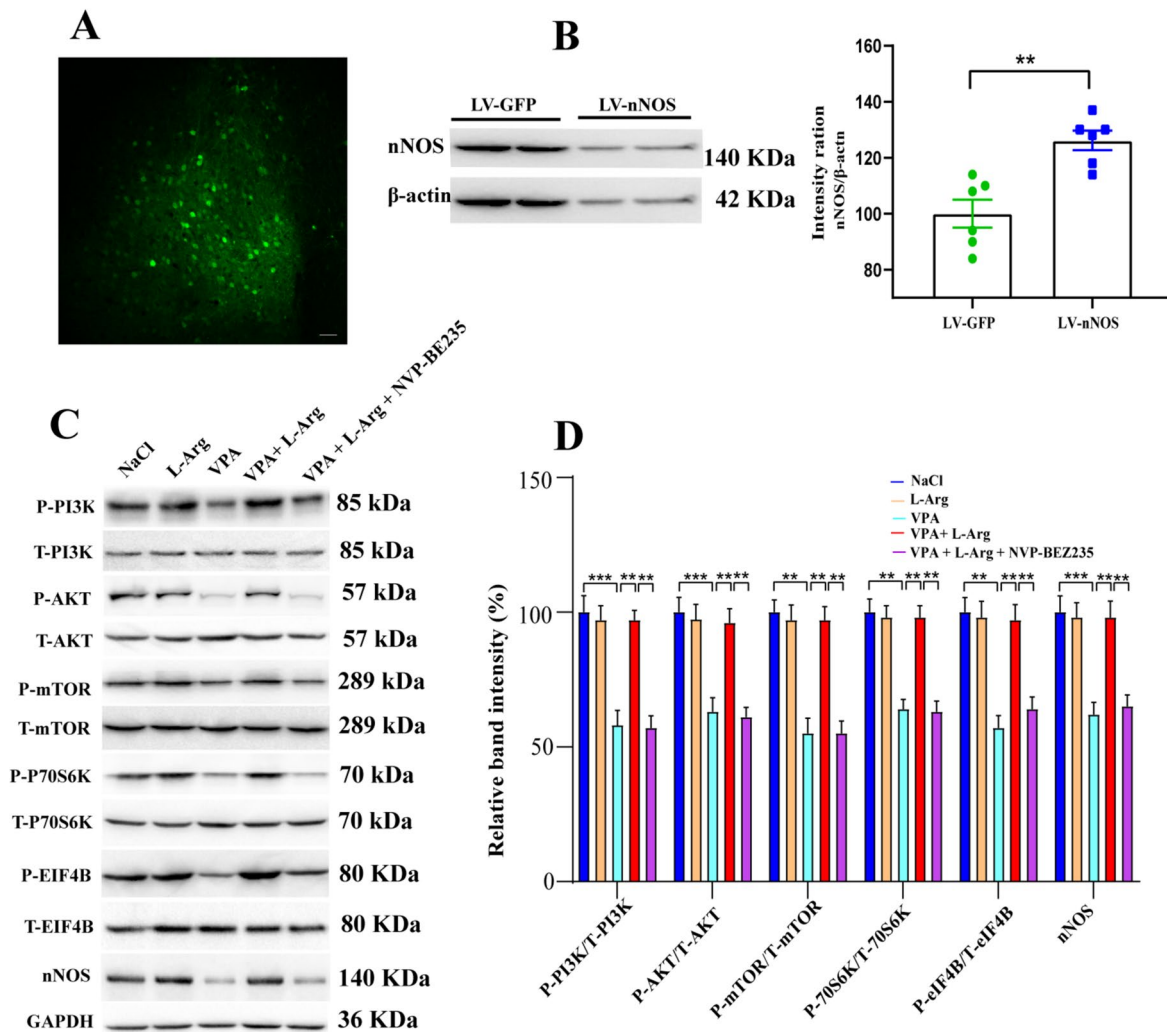 A
B
LV-GFP LV-nNOS
nNOS 140 KDa
β-actin 42 KDa
Intensity ration
nNOS/β-actn
160
140
120
100
80
**
LV-GFP LV-nNOS
C
NaCl
L-Arg
VPA
VPA+ L-Arg
VPA + L-Arg + NVP-BE235
P-PI3K 85 kDa
T-PI3K 85 kDa
P-AKT 57 kDa
T-AKT 57 kDa
P-mTOR 289 kDa
T-mTOR 289 kDa
P-P70S6K 70 kDa
T-P70S6K 70 kDa
P-EIF4B 80 KDa
T-EIF4B 80 KDa
nNOS 140 KDa
GAPDH 36 KDa
D
Relative band intensity (%)
150
100
50
0
NaCl
L-Arg
VPA
VPA+ L-Arg
VPA + L-Arg + NVP-BEZ235
*** ** ** *** ** ** ** ** ** ** ** ** ** ** ** *** ** **
P-PI3K/T-PI3K
P-AKT/T-AKT
P-mTOR/T-mTOR
P-70S6K/T-70S6K
P-eIF4B/T-eIF4B
nNOS